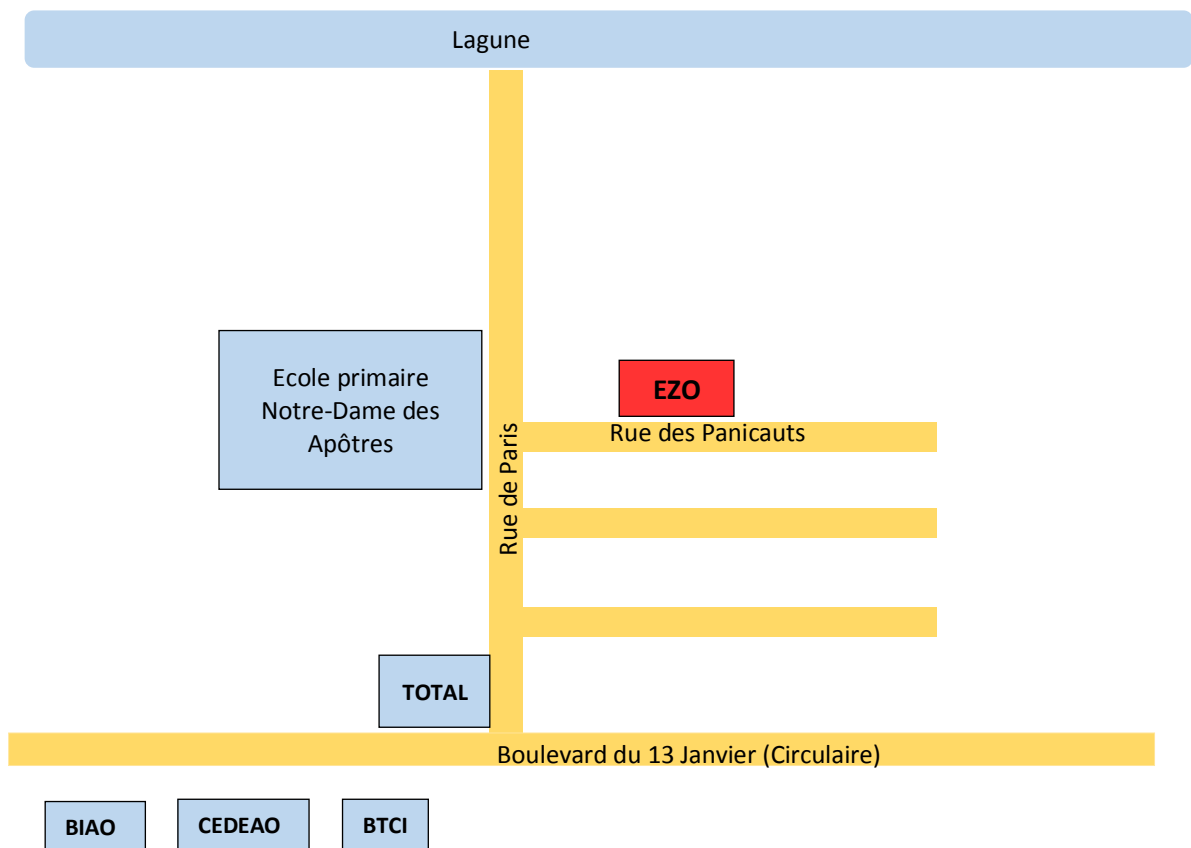 Lagune
Ecole primaire
Notre-Dame des
Apôtres
EZO
Rue des Panicauts
Rue de Paris
TOTAL
Boulevard du 13 Janvier (Circulaire)
BIAO
CEDEAO
BTCI